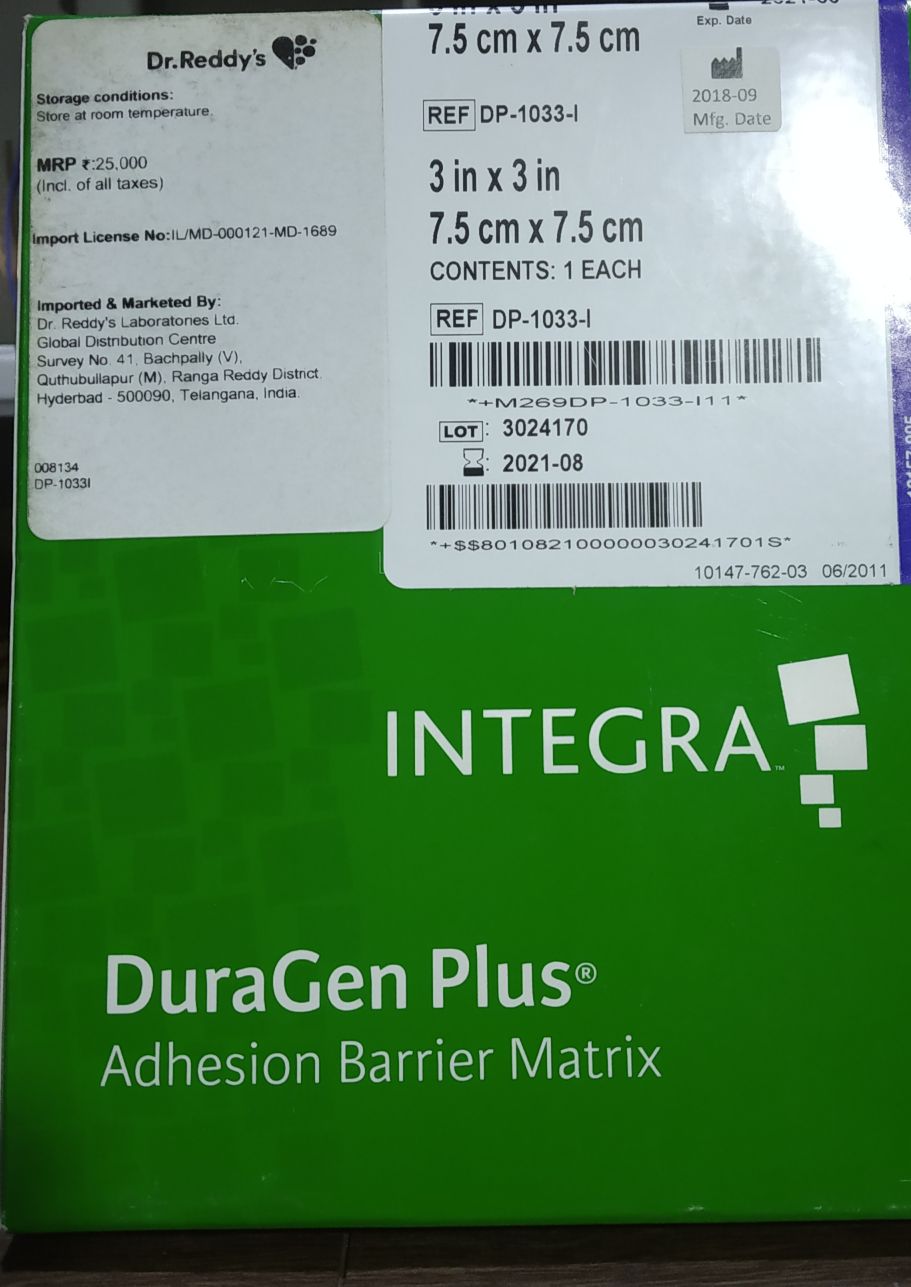 Dr.Reddy's
Storage conditions:
Store at room temperature.
MRP ₹:25,000
(Incl. of all taxes)
Import License No:IL/MD-000121-MD-1689
Imported & Marketed By:
Dr. Reddy's Laboratories Ltd.
Global Distribution Centre
Survey No. 41, Bachpally (V),
Quthubullapur (M), Ranga Reddy District.
Hyderbad - 500090, Telangana, India.
008134
DP-1033I
7.5 cm x 7.5 cm
Exp. Date
2018-09
Mfg. Date
REF DP-1033-I
3 in x 3 in
7.5 cm x 7.5 cm
CONTENTS: 1 EACH
REF DP-1033-I
*+M269DP-1033-I11*
LOT: 3024170
: 2021-08
*+$$801082100000030241701S*
10147-762-03 06/2011
INTEGRA™
DuraGen Plus®
Adhesion Barrier Matrix